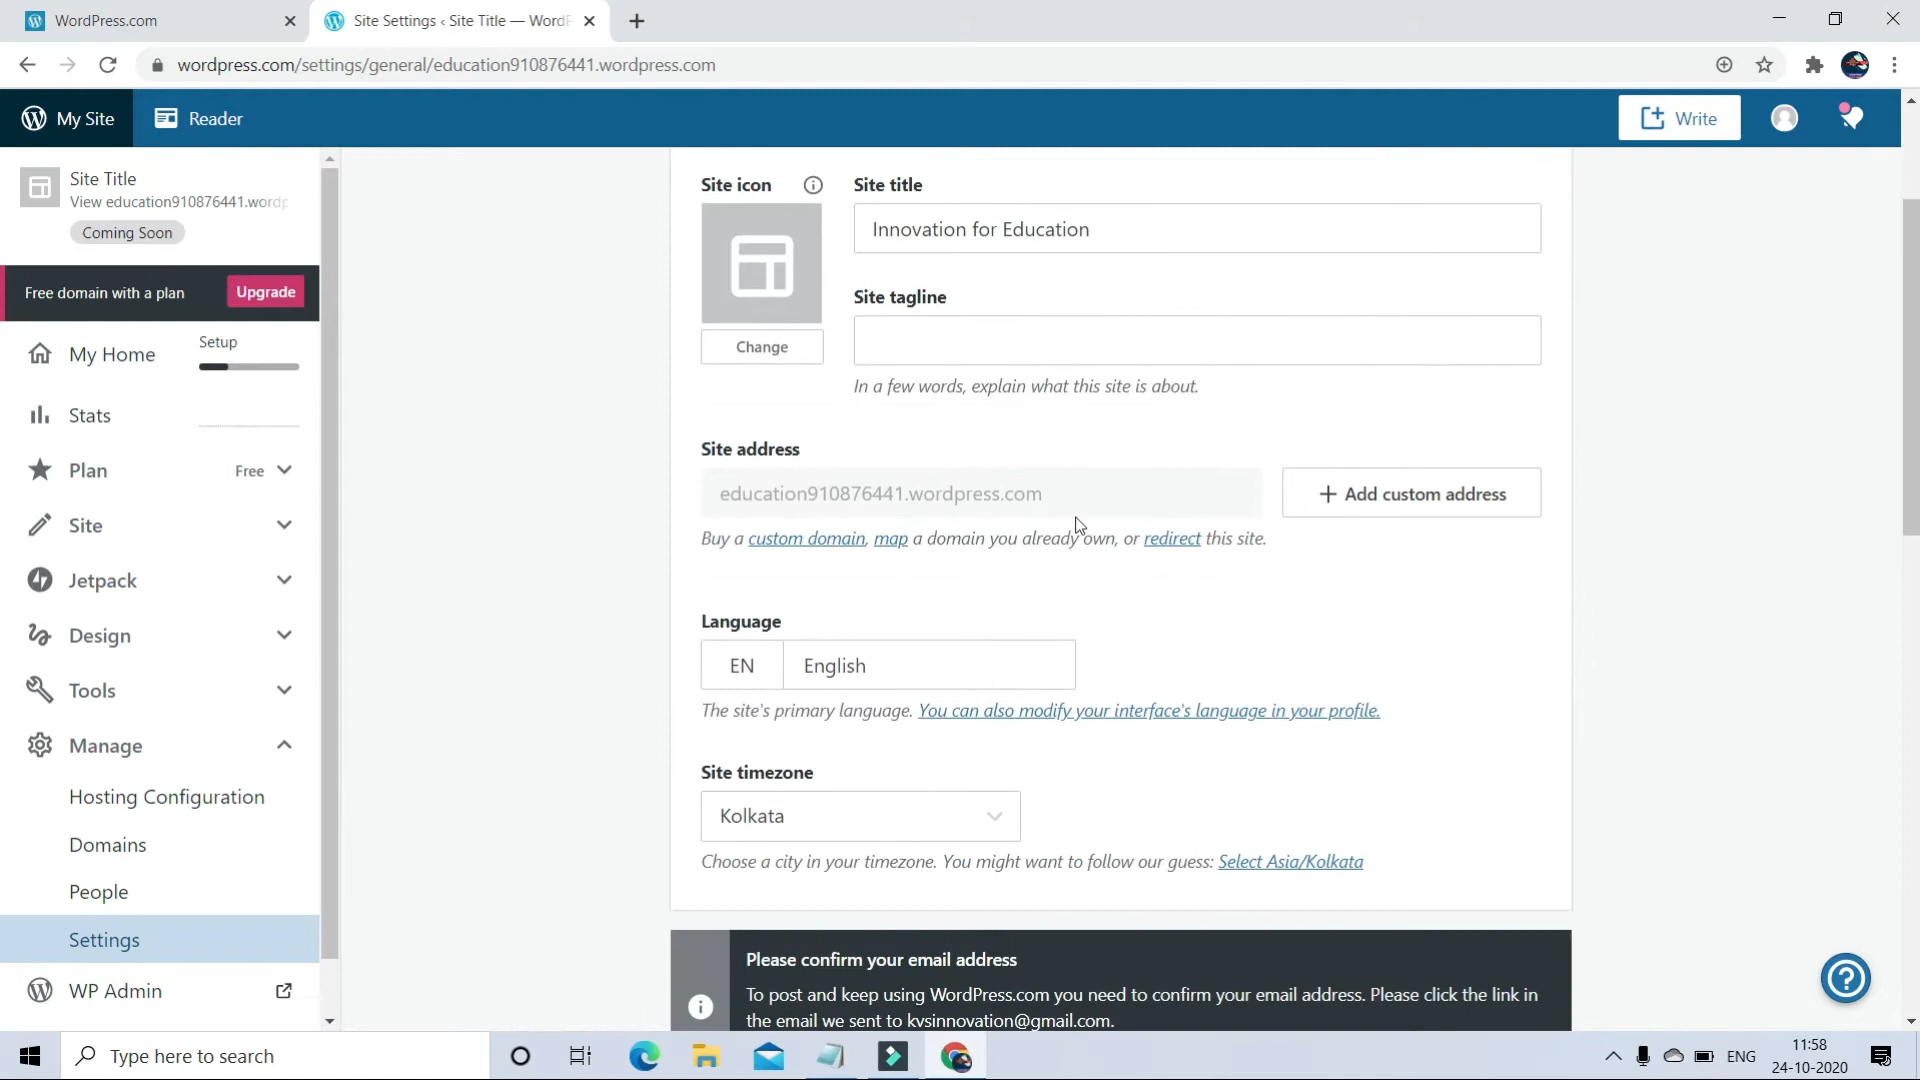 WordPress.com
Site Settings ‹ Site Title — WordP
wordpress.com/settings/general/education910876441.wordpress.com
My Site
Reader
Write
Site Title
View education910876441.wordp
Coming Soon
Free domain with a plan
Upgrade
My Home
Setup
Stats
Plan
Free
Site
Jetpack
Design
Tools
Manage
Hosting Configuration
Domains
People
Settings
WP Admin
Site icon
Change
Site title
Innovation for Education
Site tagline
In a few words, explain what this site is about.
Site address
education910876441.wordpress.com
+ Add custom address
Buy a custom domain, map a domain you already own, or redirect this site.
Language
EN
English
The site's primary language. You can also modify your interface's language in your profile.
Site timezone
Kolkata
Choose a city in your timezone. You might want to follow our guess: Select Asia/Kolkata
Please confirm your email address
To post and keep using WordPress.com you need to confirm your email address. Please click the link in
the email we sent to kvsinnovation@gmail.com.
Type here to search
ENG
11:58
24-10-2020